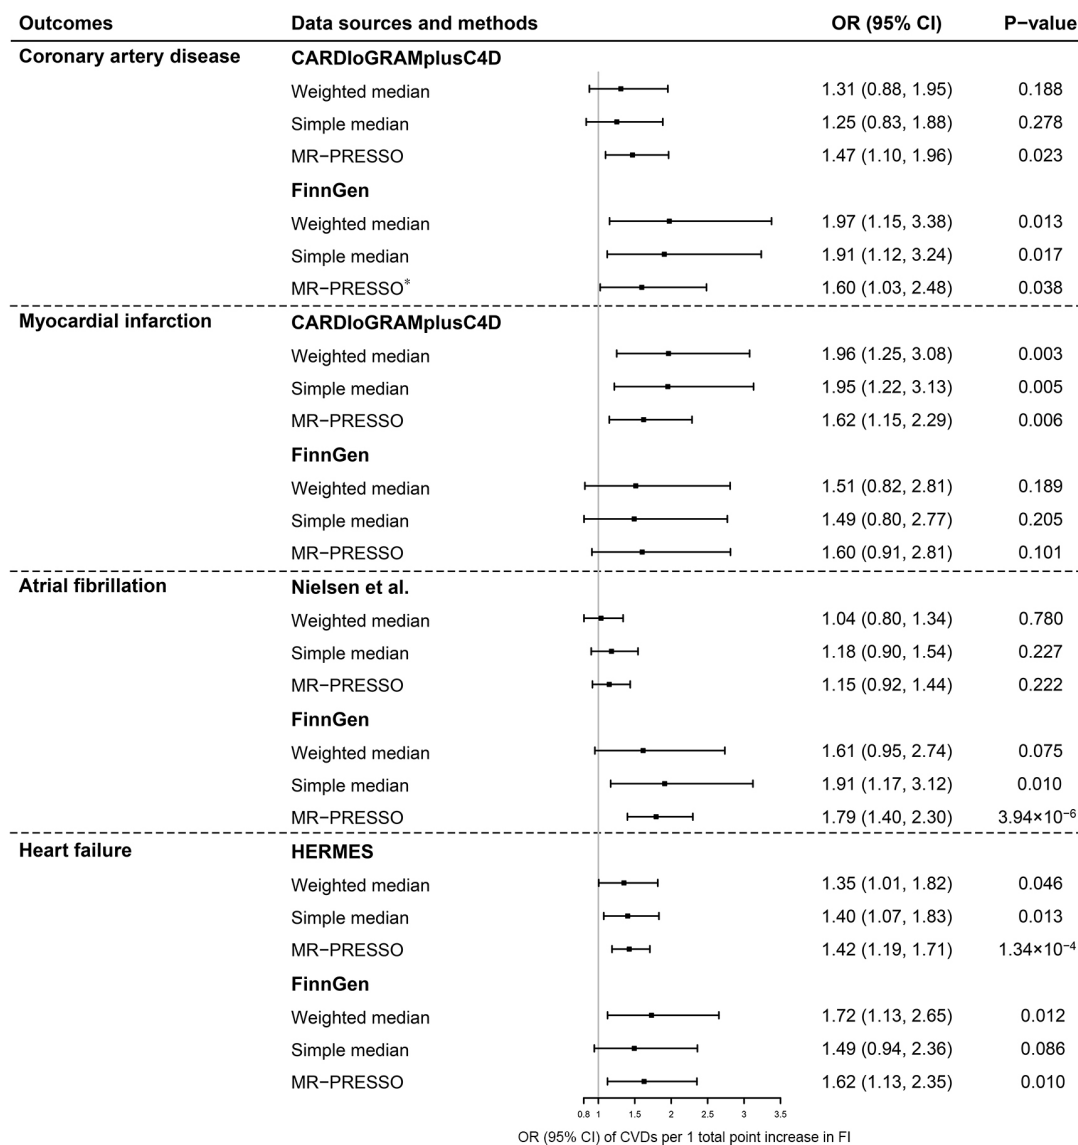 Outcomes Data sources and methods OR (95% CI) P−value
Coronary artery disease CARDIoGRAMplusC4D
Weighted median 1.31 (0.88, 1.95) 0.188
Simple median 1.25 (0.83, 1.88) 0.278
MR−PRESSO 1.47 (1.10, 1.96) 0.023
FinnGen
Weighted median 1.97 (1.15, 3.38) 0.013
Simple median 1.91 (1.12, 3.24) 0.017
MR−PRESSO* 1.60 (1.03, 2.48) 0.038
Myocardial infarction CARDIoGRAMplusC4D
Weighted median 1.96 (1.25, 3.08) 0.003
Simple median 1.95 (1.22, 3.13) 0.005
MR−PRESSO 1.62 (1.15, 2.29) 0.006
FinnGen
Weighted median 1.51 (0.82, 2.81) 0.189
Simple median 1.49 (0.80, 2.77) 0.205
MR−PRESSO 1.60 (0.91, 2.81) 0.101
Atrial fibrillation Nielsen et al.
Weighted median 1.04 (0.80, 1.34) 0.780
Simple median 1.18 (0.90, 1.54) 0.227
MR−PRESSO 1.15 (0.92, 1.44) 0.222
FinnGen
Weighted median 1.61 (0.95, 2.74) 0.075
Simple median 1.91 (1.17, 3.12) 0.010
MR−PRESSO 1.79 (1.40, 2.30) 3.94×10⁻⁶
Heart failure HERMES
Weighted median 1.35 (1.01, 1.82) 0.046
Simple median 1.40 (1.07, 1.83) 0.013
MR−PRESSO 1.42 (1.19, 1.71) 1.34×10⁻⁴
FinnGen
Weighted median 1.72 (1.13, 2.65) 0.012
Simple median 1.49 (0.94, 2.36) 0.086
MR−PRESSO 1.62 (1.13, 2.35) 0.010
0.8 1 1.5 2 2.5 3 3.5
OR (95% CI) of CVDs per 1 total point increase in FI